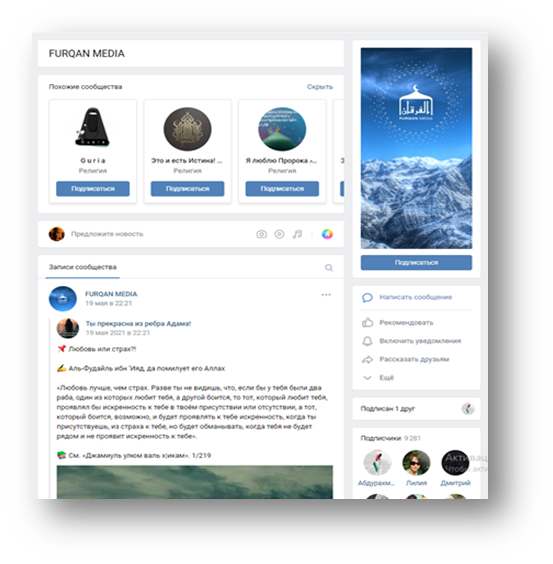 FURQAN MEDIA
Похожие сообщества
Скрыть
Guria
Религия
Подписаться
Это и есть Истина! ...
Религия
Подписаться
Я люблю Пророка ,..
Религия
Подписаться
Предложите новость
Записи сообщества
FURQAN MEDIA
19 мая в 22:21
Ты прекрасна из ребра Адама!
19 мая 2021 в 22:21
Любовь или страх?!
Аль-Фудайль ибн 'Ияд, да помилует его Аллах
«Любовь лучше, чем страх. Разве ты не видишь, что, если бы у тебя были два
раба, один из которых любит тебя, а другой боится, то тот, который любит тебя,
проявлял бы искренность к тебе в твоём присутствии или отсутствии, а тот,
который боится, возможно, и будет проявлять к тебе искренность, когда ты
присутствуешь, из страха к тебе, но будет обманывать, когда тебя не будет
рядом и не проявит искренность к тебе».
См. «Джамиуль улюм валь хикам». 1/219
الفرقان
FURQAN MEDIA
Подписаться
Написать сообщение
Рекомендовать
Включить уведомления
Рассказать друзьям
Ещё
Подписан 1 друг
Подписчики 9 281
Абдурахм...
Лилия
Дмитрий
Активац